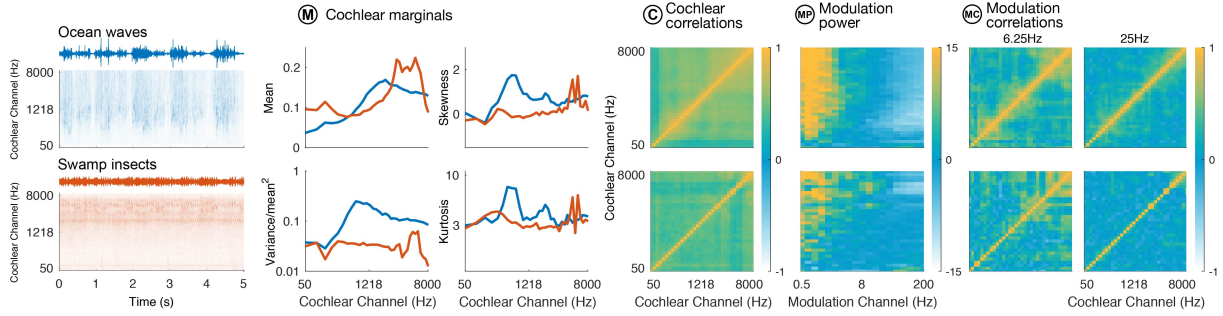 Ocean waves
Cochlear Channel (Hz)
8000
1218
50
Swamp insects
Cochlear Channel (Hz)
8000
1218
50
0 1 2 3 4 5
Time (s)
M Cochlear marginals
Mean
0.2
0.1
0
Skewness
2
0
Variance/mean²
1
0.1
0.01
50 1218 8000
Cochlear Channel (Hz)
Kurtosis
10
3
50 1218 8000
Cochlear Channel (Hz)
C Cochlear
correlations
Cochlear Channel (Hz)
8000
50
8000
50
50 1218 8000
Cochlear Channel (Hz)
1
0
-1
MP Modulation
power
0.5 8 200
Modulation Channel (Hz)
15
0
-15
MC Modulation
correlations
6.25Hz 25Hz
50 1218 8000
Cochlear Channel (Hz)
1
0
-1